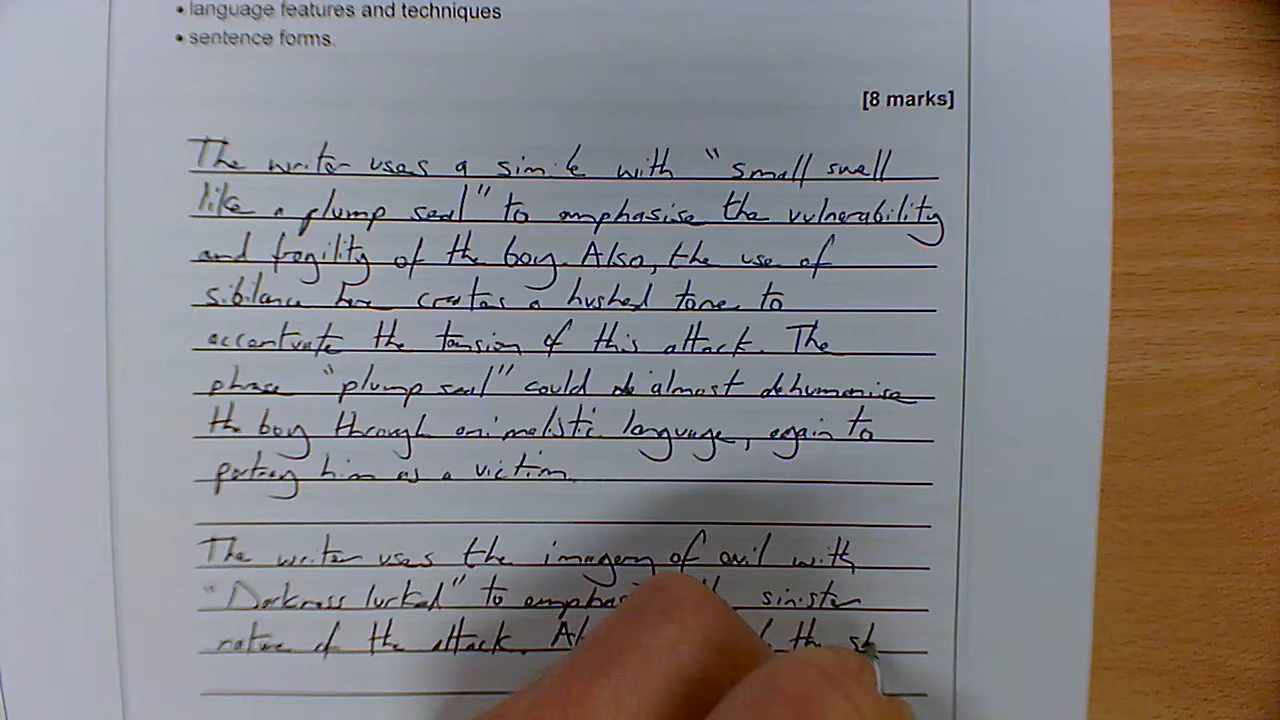 • language features and techniques
• sentence forms.
[8 marks]
The writer uses a simile with "small swell
like a plump seal" to emphasise the vulnerability
and fragility of the boy. Also, the use of
sibilance here creates a hushed tone to
accentuate the tension of this attack. The
phrase "plump seal" could almost dehumanise
the boy through animalistic language, again to
portray him as a victim.
The writer uses the imagery of evil with
"Darkness lurked" to sinister
nature of the attack. the